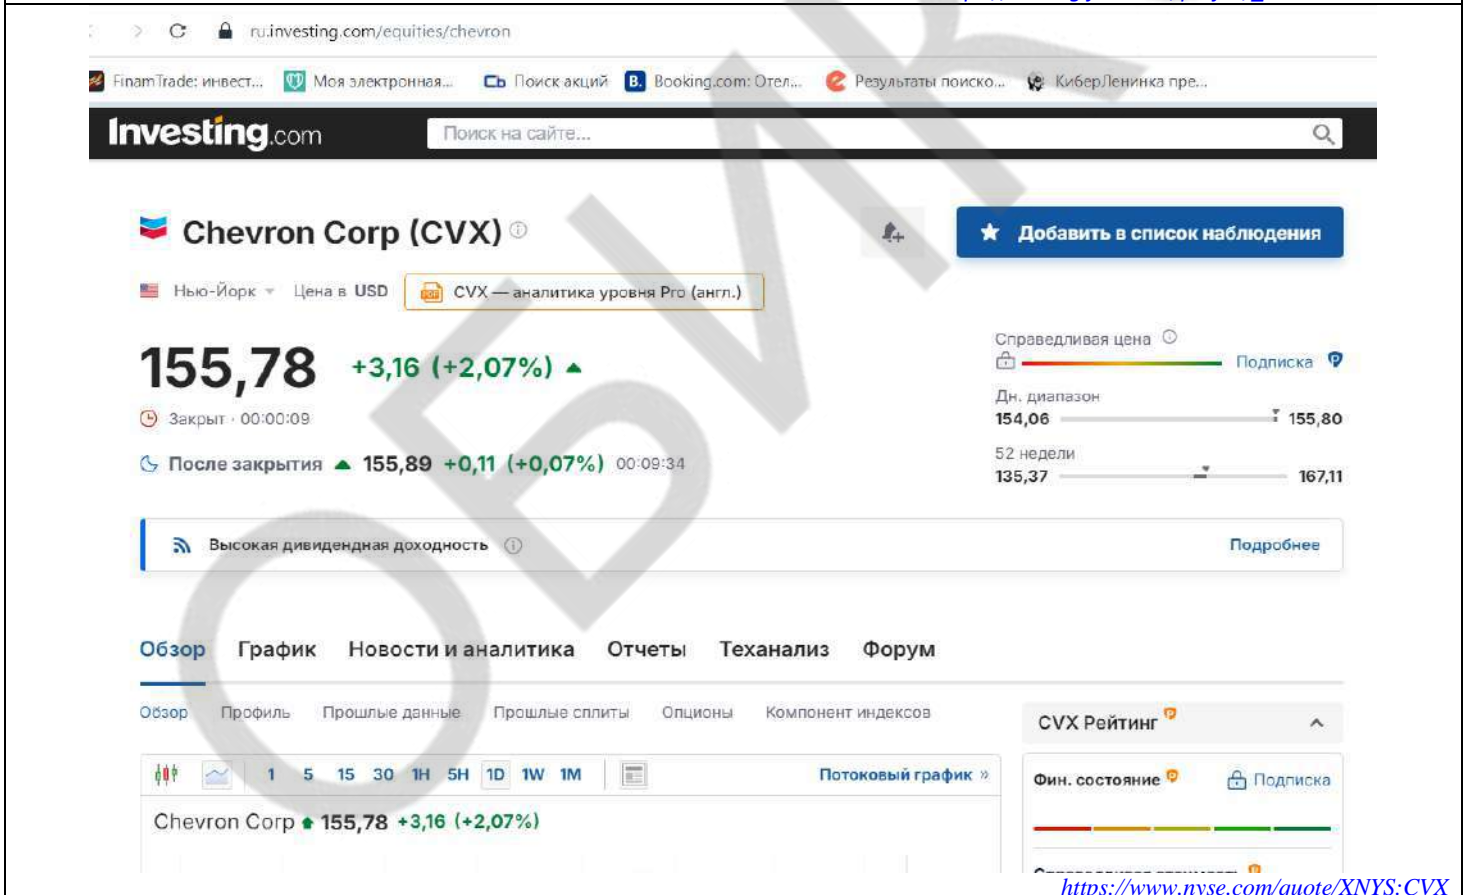 ru.investing.com/equities/chevron
FinamTrade: инвест... Моя электронная... Сь Поиск акций B. Booking.com: Отел... Результаты поиско... КиберЛенинка пре...
Investing.com Поиск на сайте...
Chevron Corp (CVX)
Добавить в список наблюдения
Нью-Йорк Цена в USD CVX — аналитика уровня Pro (англ.)
155,78 +3,16 (+2,07%)
Справедливая цена
Подписка
Закрыт · 00:00:09
Дн. диапазон
154,06 155,80
После закрытия 155,89 +0,11 (+0,07%) 00:09:34
52 недели
135,37 167,11
Высокая дивидендная доходность Подробнее
Обзор График Новости и аналитика Отчеты Теханализ Форум
Обзор Профиль Прошлые данные Прошлые сплиты Опционы Компонент индексов
CVX Рейтинг
1 5 15 30 1H 5H 1D 1W 1M Потоковый график »
Фин. состояние Подписка
Chevron Corp 155,78 +3,16 (+2,07%)
https://www.nyse.com/quote/XNYS:CVX
ОБИК